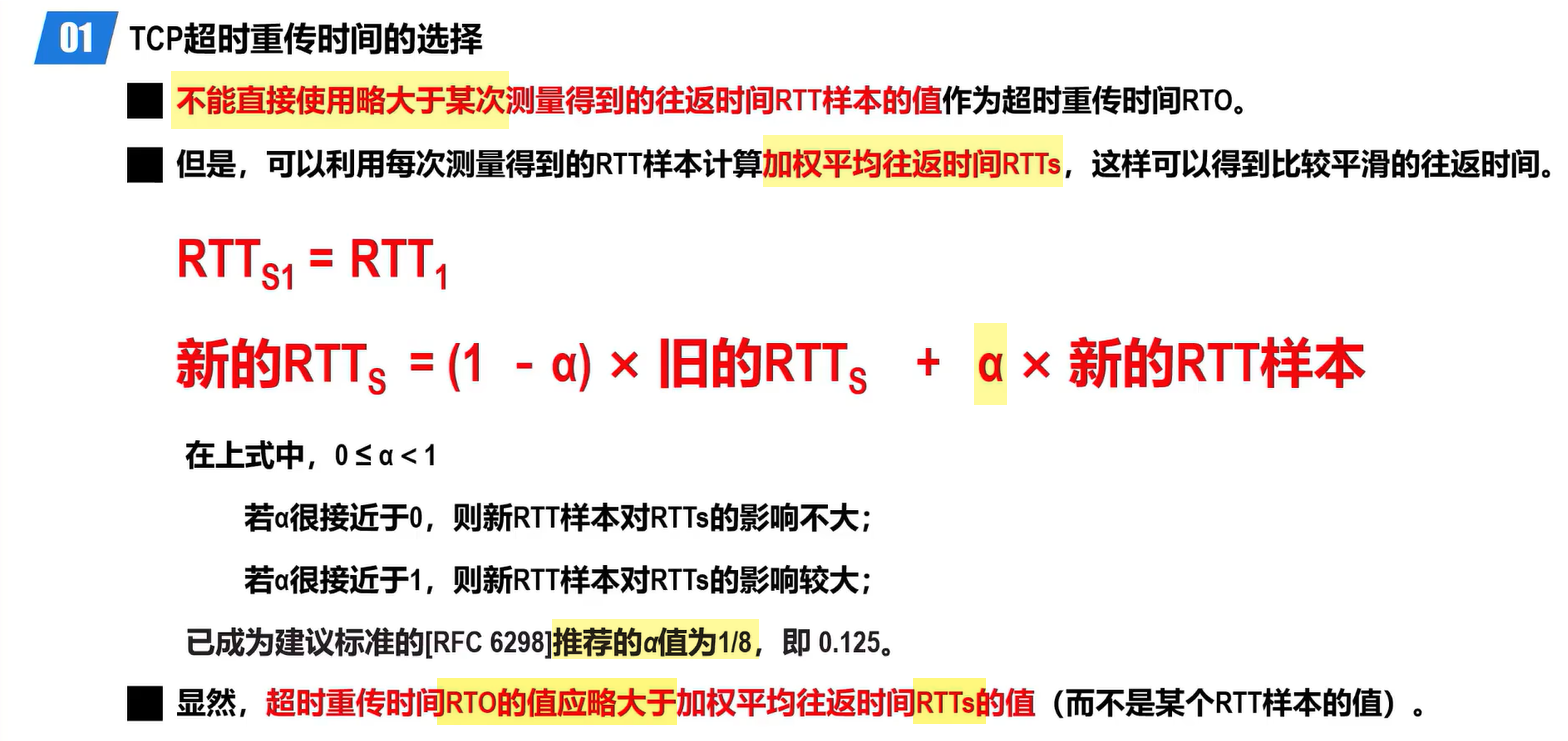 01 TCP超时重传时间的选择
不能直接使用略大于某次测量得到的往返时间RTT样本的值作为超时重传时间RTO。
但是，可以利用每次测量得到的RTT样本计算加权平均往返时间RTTs，这样可以得到比较平滑的往返时间。
RTTS1 = RTT1
新的RTTS = (1 - α) × 旧的RTTS + α × 新的RTT样本
在上式中，0 ≤ α < 1
若α很接近于0，则新RTT样本对RTTs的影响不大；
若α很接近于1，则新RTT样本对RTTs的影响较大；
已成为建议标准的[RFC 6298]推荐的α值为1/8，即 0.125。
显然，超时重传时间RTO的值应略大于加权平均往返时间RTTs的值（而不是某个RTT样本的值）。